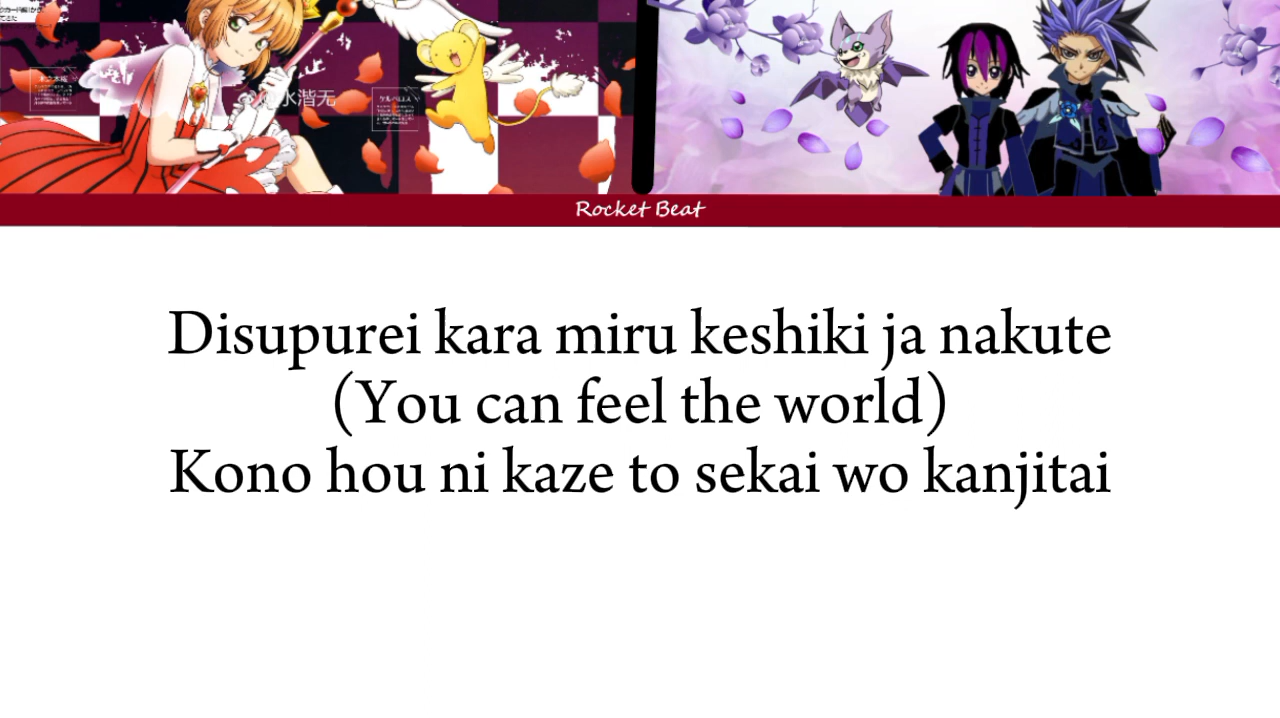 Rocket Beat
Disupurei kara miru keshiki ja nakute
(You can feel the world)
Kono hou ni kaze to sekai wo kanjitai